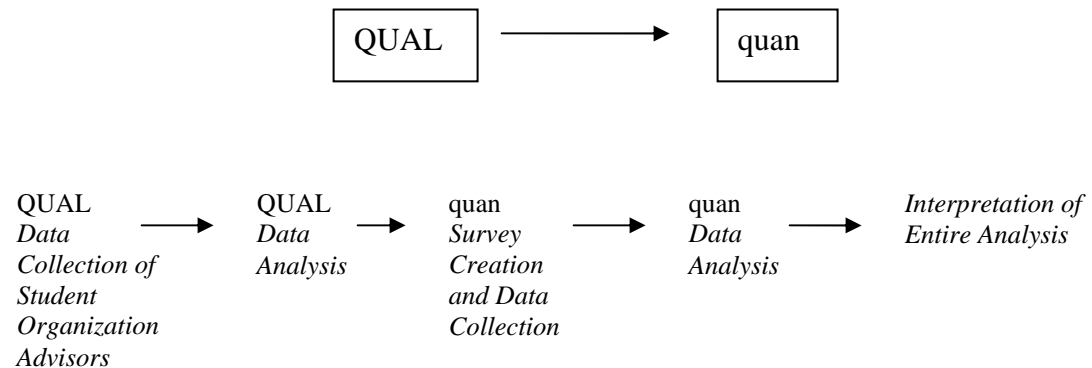 QUAL
quan
QUAL
Data
Collection of
Student
Organization
Advisors
QUAL
Data
Analysis
quan
Survey
Creation
and Data
Collection
quan
Data
Analysis
Interpretation of
Entire Analysis